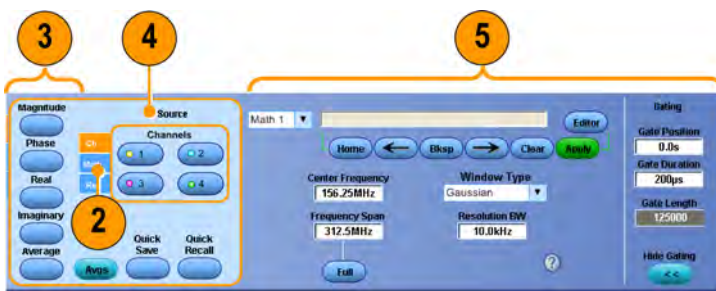 3
4
5
Magnitude
Phase
Real
Imaginary
Average
Source
Ch
Channels
1
2
3
4
2
Quick Save
Quick Recall
Avgs
Math 1
Editor
Home
Bksp
Clear
Apply
Center Frequency
156.25MHz
Window Type
Gaussian
Frequency Span
312.5MHz
Resolution BW
10.0kHz
Full
?
Gating
Gate Position
0.0s
Gate Duration
200µs
Gate Length
125000
Hide Gating
<<